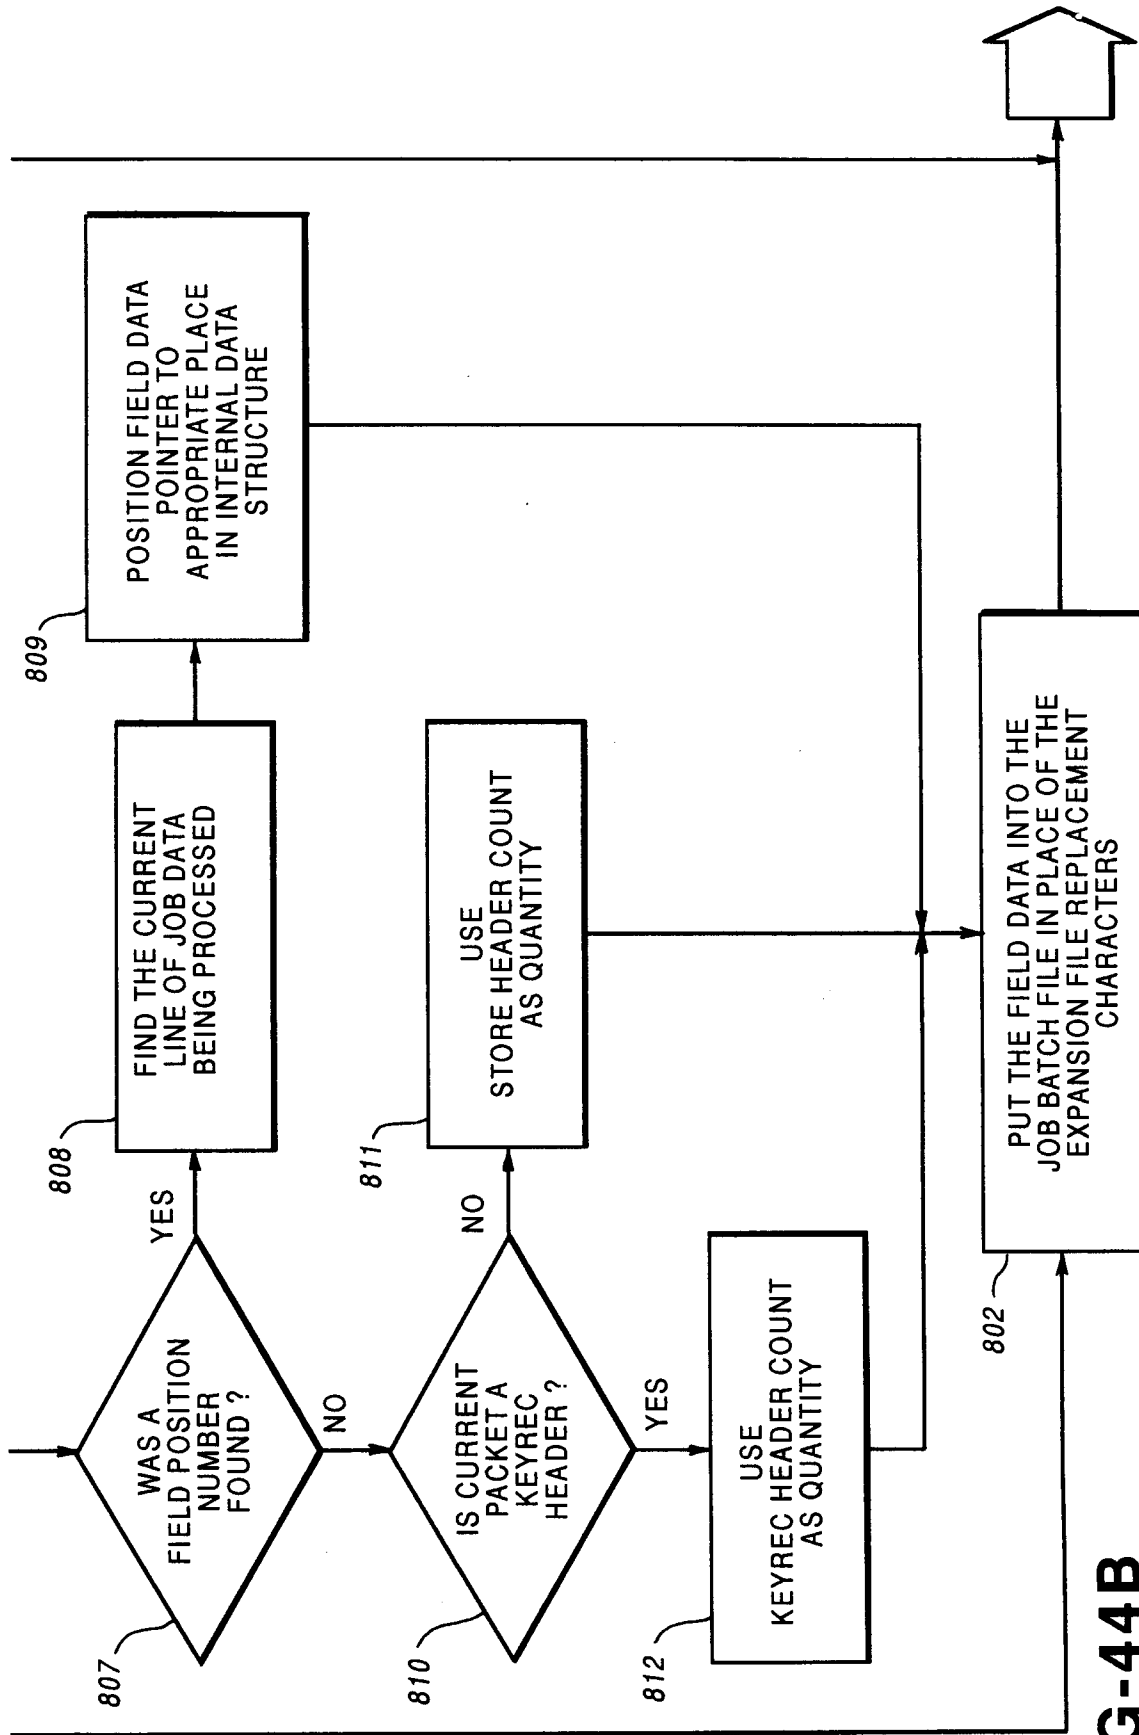 807
WAS A
FIELD POSITION
NUMBER
FOUND ?
YES
NO
808
FIND THE CURRENT
LINE OF JOB DATA
BEING PROCESSED
809
POSITION FIELD DATA
POINTER TO
APPROPRIATE PLACE
IN INTERNAL DATA
STRUCTURE
810
IS CURRENT
PACKET A
KEYREC
HEADER ?
NO
YES
811
USE
STORE HEADER COUNT
AS QUANTITY
812
USE
KEYREC HEADER COUNT
AS QUANTITY
802
PUT THE FIELD DATA INTO THE
JOB BATCH FILE IN PLACE OF THE
EXPANSION FILE REPLACEMENT
CHARACTERS
G-44B